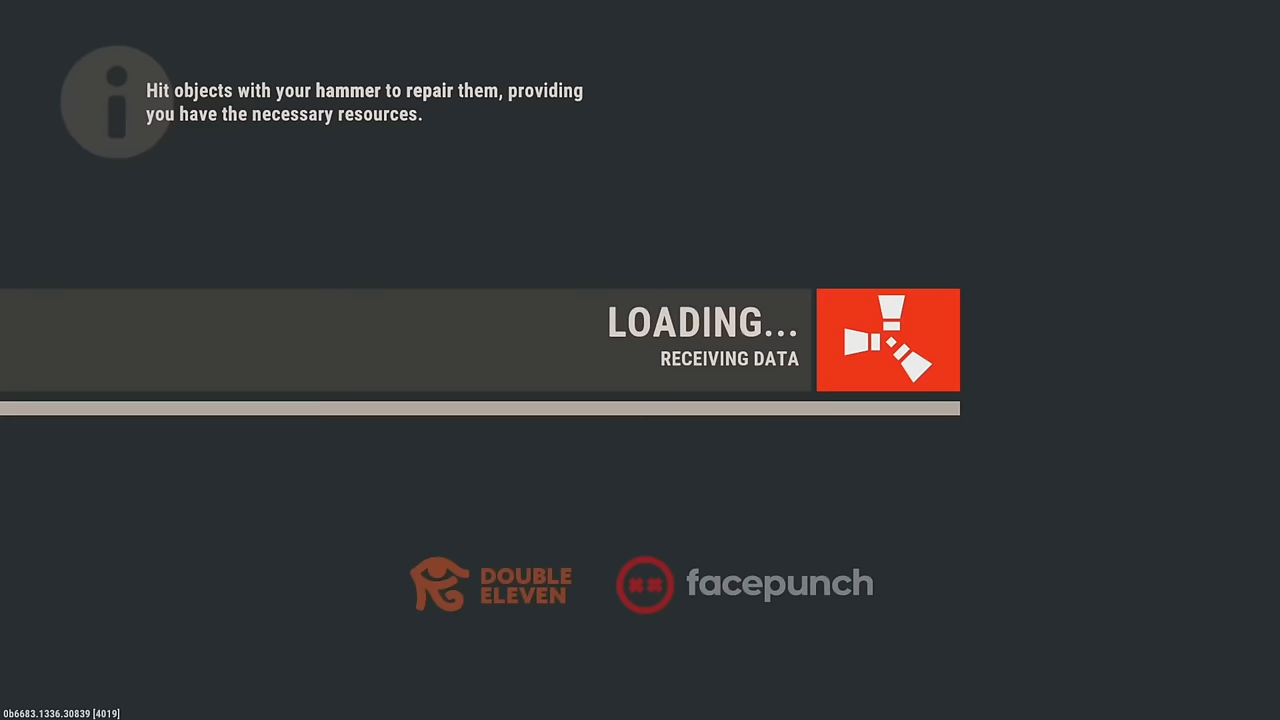 Hit objects with your hammer to repair them, providing
you have the necessary resources.
LOADING...
RECEIVING DATA
DOUBLE
ELEVEN
facepunch
0b6683.1336.30839 [4019]